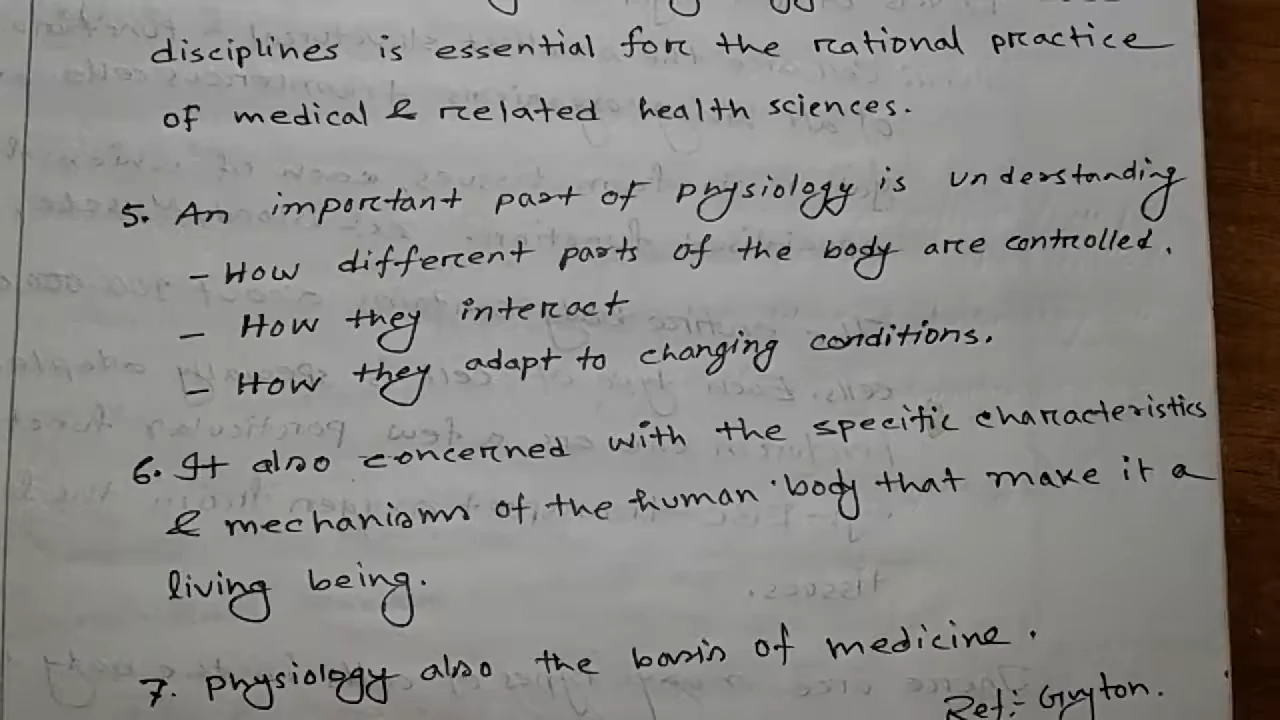 disciplines is essential for the rational practice
of medical & related health sciences.
5. An important part of physiology is understanding
- How different parts of the body are controlled.
- How they interact
- How they adapt to changing conditions.
6. It also concerned with the specific characteristics
& mechanisms of the human body that make it a
living being.
7. physiology also the basis of medicine.
Ref:- Guyton.